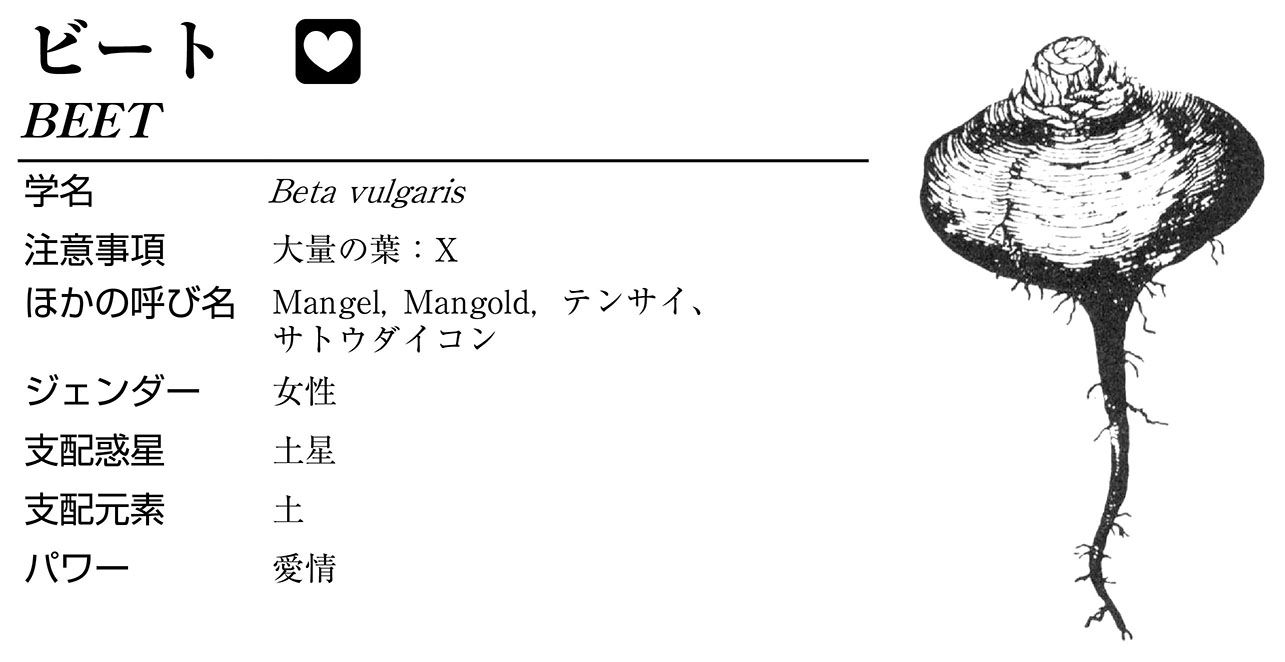 ビート
BEET
学名 Beta vulgaris
注意事項 大量の葉：X
ほかの呼び名 Mangel, Mangold, テンサイ、
サトウダイコン
ジェンダー 女性
支配惑星 土星
支配元素 土
パワー 愛情